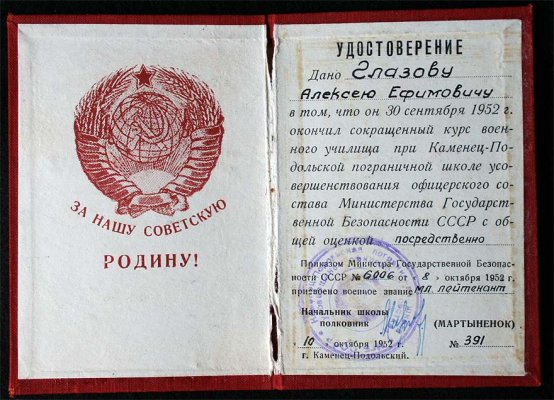 ЗА НАШУ СОВЕТСКУЮ
РОДИНУ!
УДОСТОВЕРЕНИЕ
Дано Глазову
Алексею Ефимовичу
в том, что он 30 сентября 1952 г.
окончил сокращенный курс воен-
ного училища при Каменец-По-
дольской пограничной школе усо-
вершенствования офицерского со-
става Министерства Государст-
венной Безопасности СССР с об-
щей оценкой посредственно
Приказом Министра Государственной Безопас-
ности СССР № 6006 от "8" октября 1952 г.
присвоено военное звание мл. лейтенант
Начальник школы
полковник (МАРТЫНЕНОК)
"10" октября 1952 г. № 391
г. Каменец-Подольский.